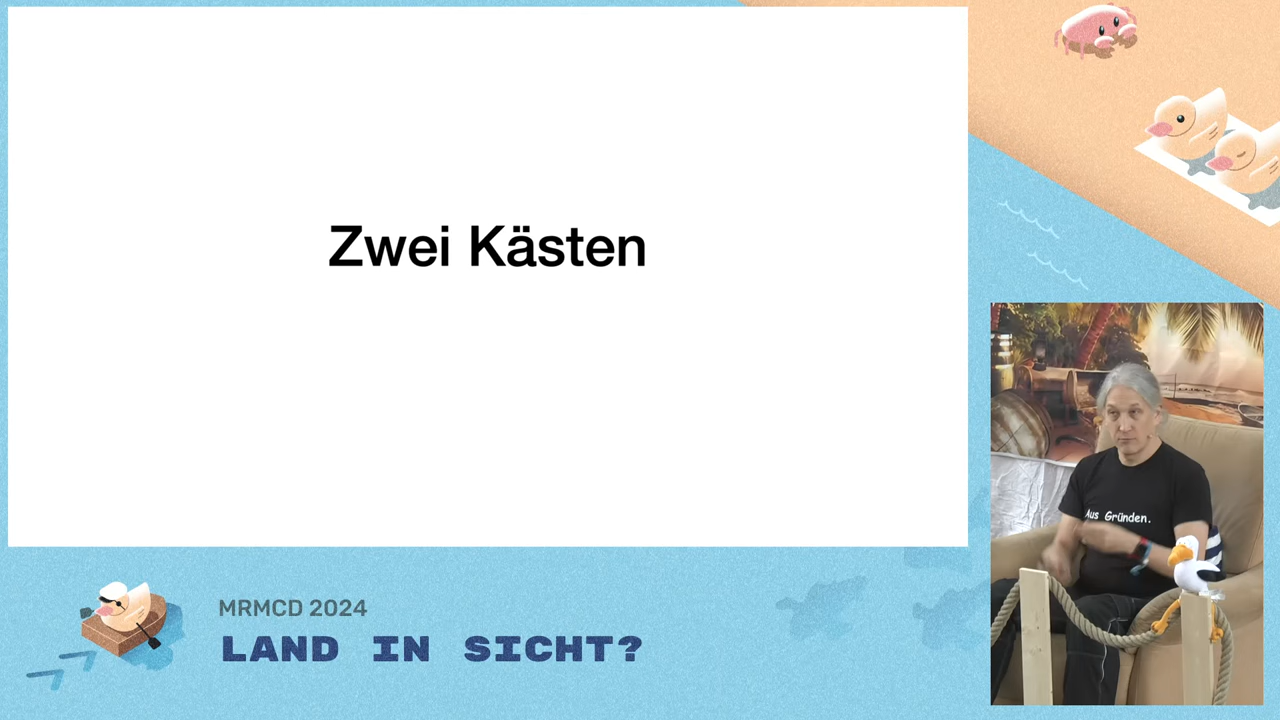 Zwei Kästen
Aus Gründen.
MRMCD 2024
LAND IN SICHT?